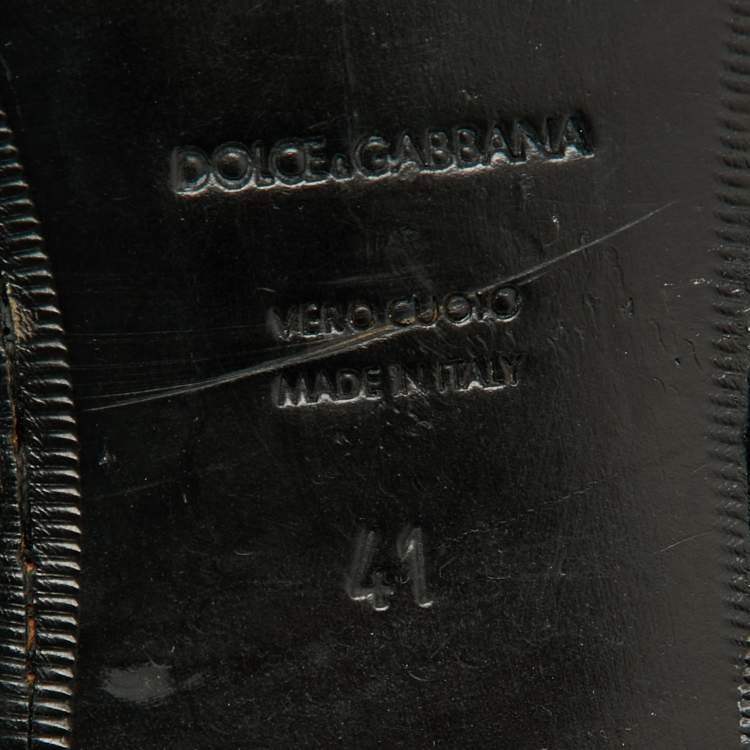 DOLCE&GABBANA
VERO CUOIO
MADE IN ITALY
41